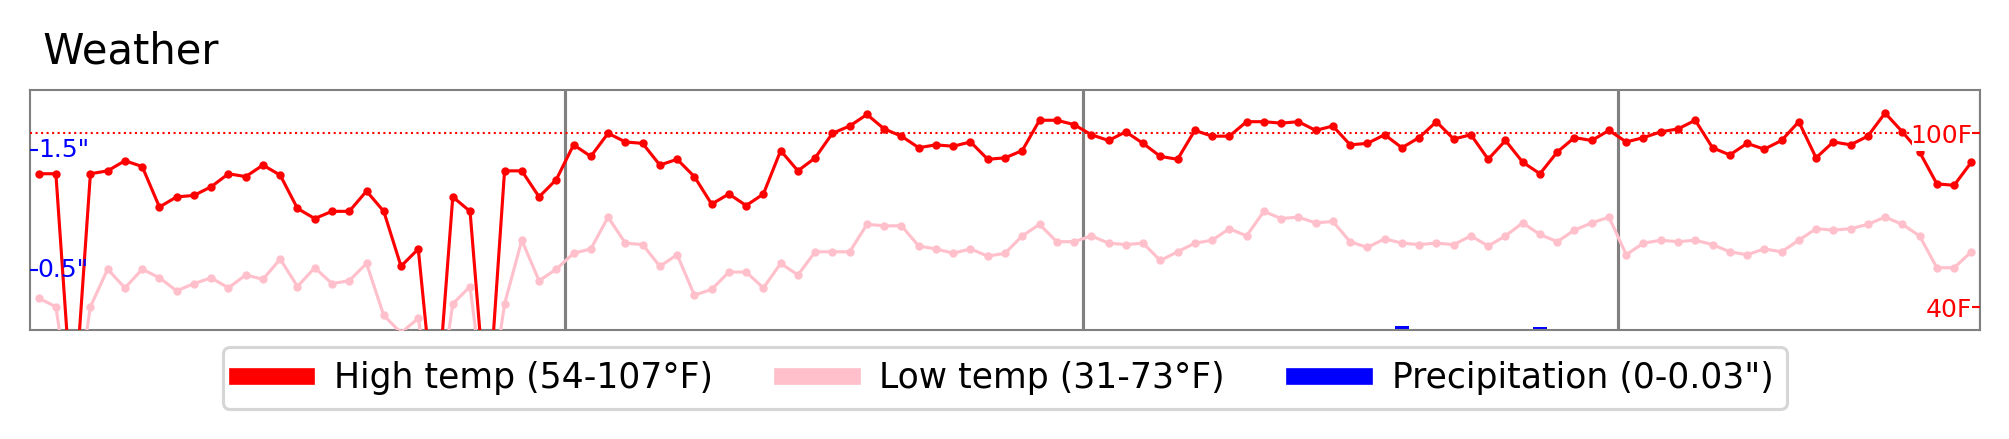 Weather
1.5"
100F
0.5"
40F
High temp (54-107°F) Low temp (31-73°F) Precipitation (0-0.03")